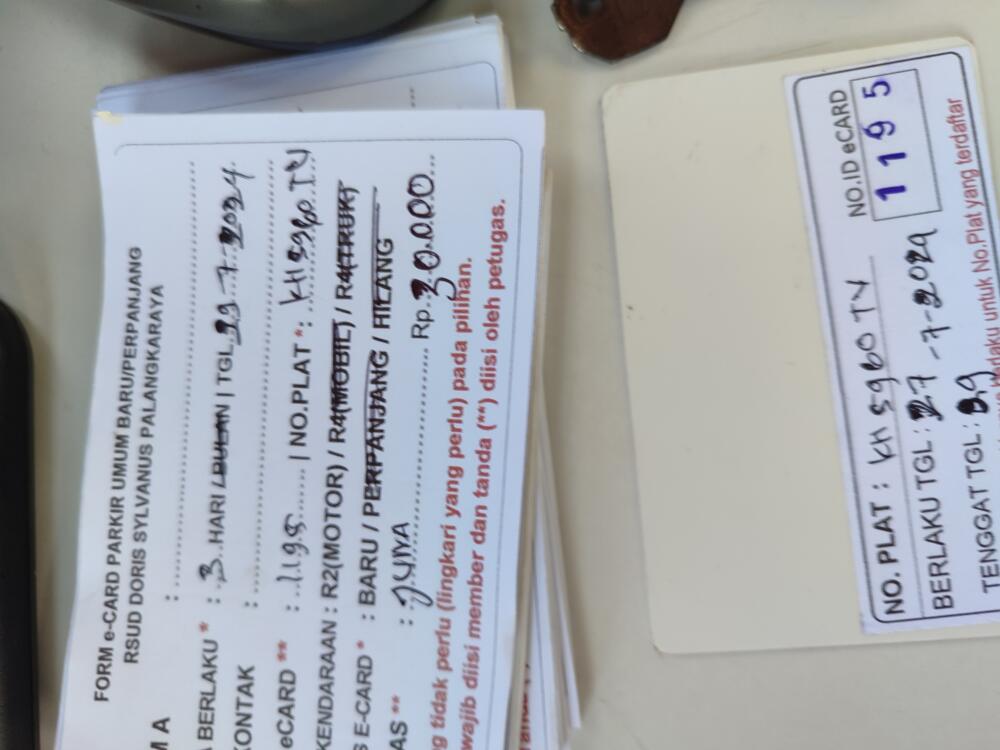 FORM e-CARD PARKIR UMUM BARU/PERPANJANG
RSUD DORIS SYLVANUS PALANGKARAYA
M A :
BERLAKU * : 3 HARI | BULAN | TGL 29-7-2024
KONTAK :
eCARD ** : 1195 | NO.PLAT * : KH 5960 TV
KENDARAAN : R2(MOTOR) / R4(MOBIL) / R4(TRUK)
S E-CARD * : BARU / PERPANJANG / HILANG
AS ** : YULIYA Rp. 30.000
g tidak perlu (lingkari yang perlu) pada pilihan.
wajib diisi member dan tanda (**) diisi oleh petugas.
NO.ID eCARD
1195
NO. PLAT : KH 5960 TV
BERLAKU TGL : 27-7-2024
TENGGAT TGL : 29
Berlaku untuk No.Plat yang terdaftar